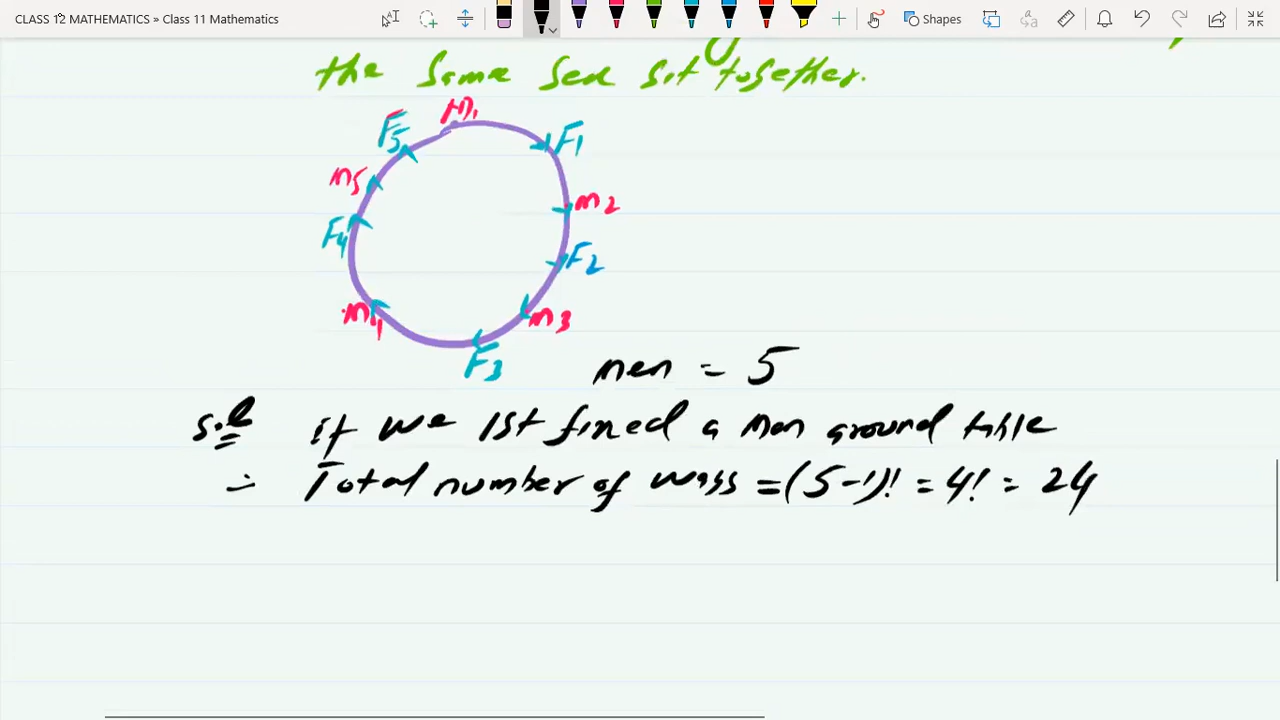 CLASS 12 MATHEMATICS » Class 11 Mathematics
Shapes
the same sex sit together.
M1
F5
F1
M5
M2
F4
F2
M4
M3
F3
men = 5
Sol If we 1st fixed a men around table
∴ Total number of ways = (5-1)! = 4! = 24